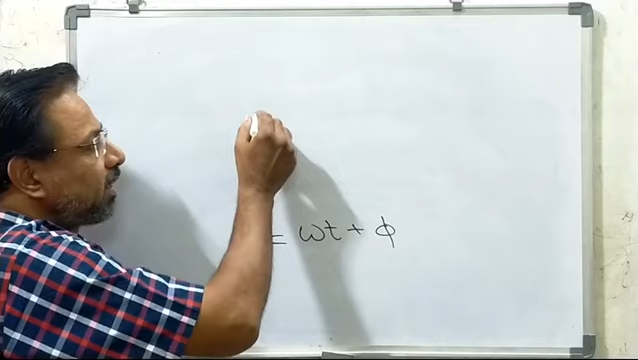 = ωt + ϕ